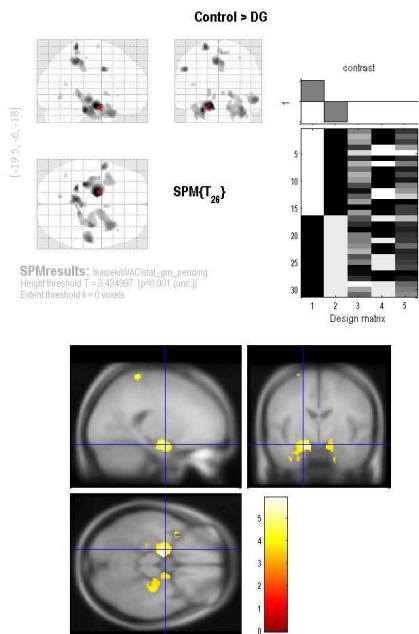 Control > DG
contrast
1
[-19.5, -6, -18]
SPM{T26}
5
10
15
20
25
30
1 2 3 4 5
Design matrix
SPMresults:
Height threshold T = 3.434997 {p<0.001 (unc.)}
Extent threshold k = 0 voxels
5
4
3
2
1
0